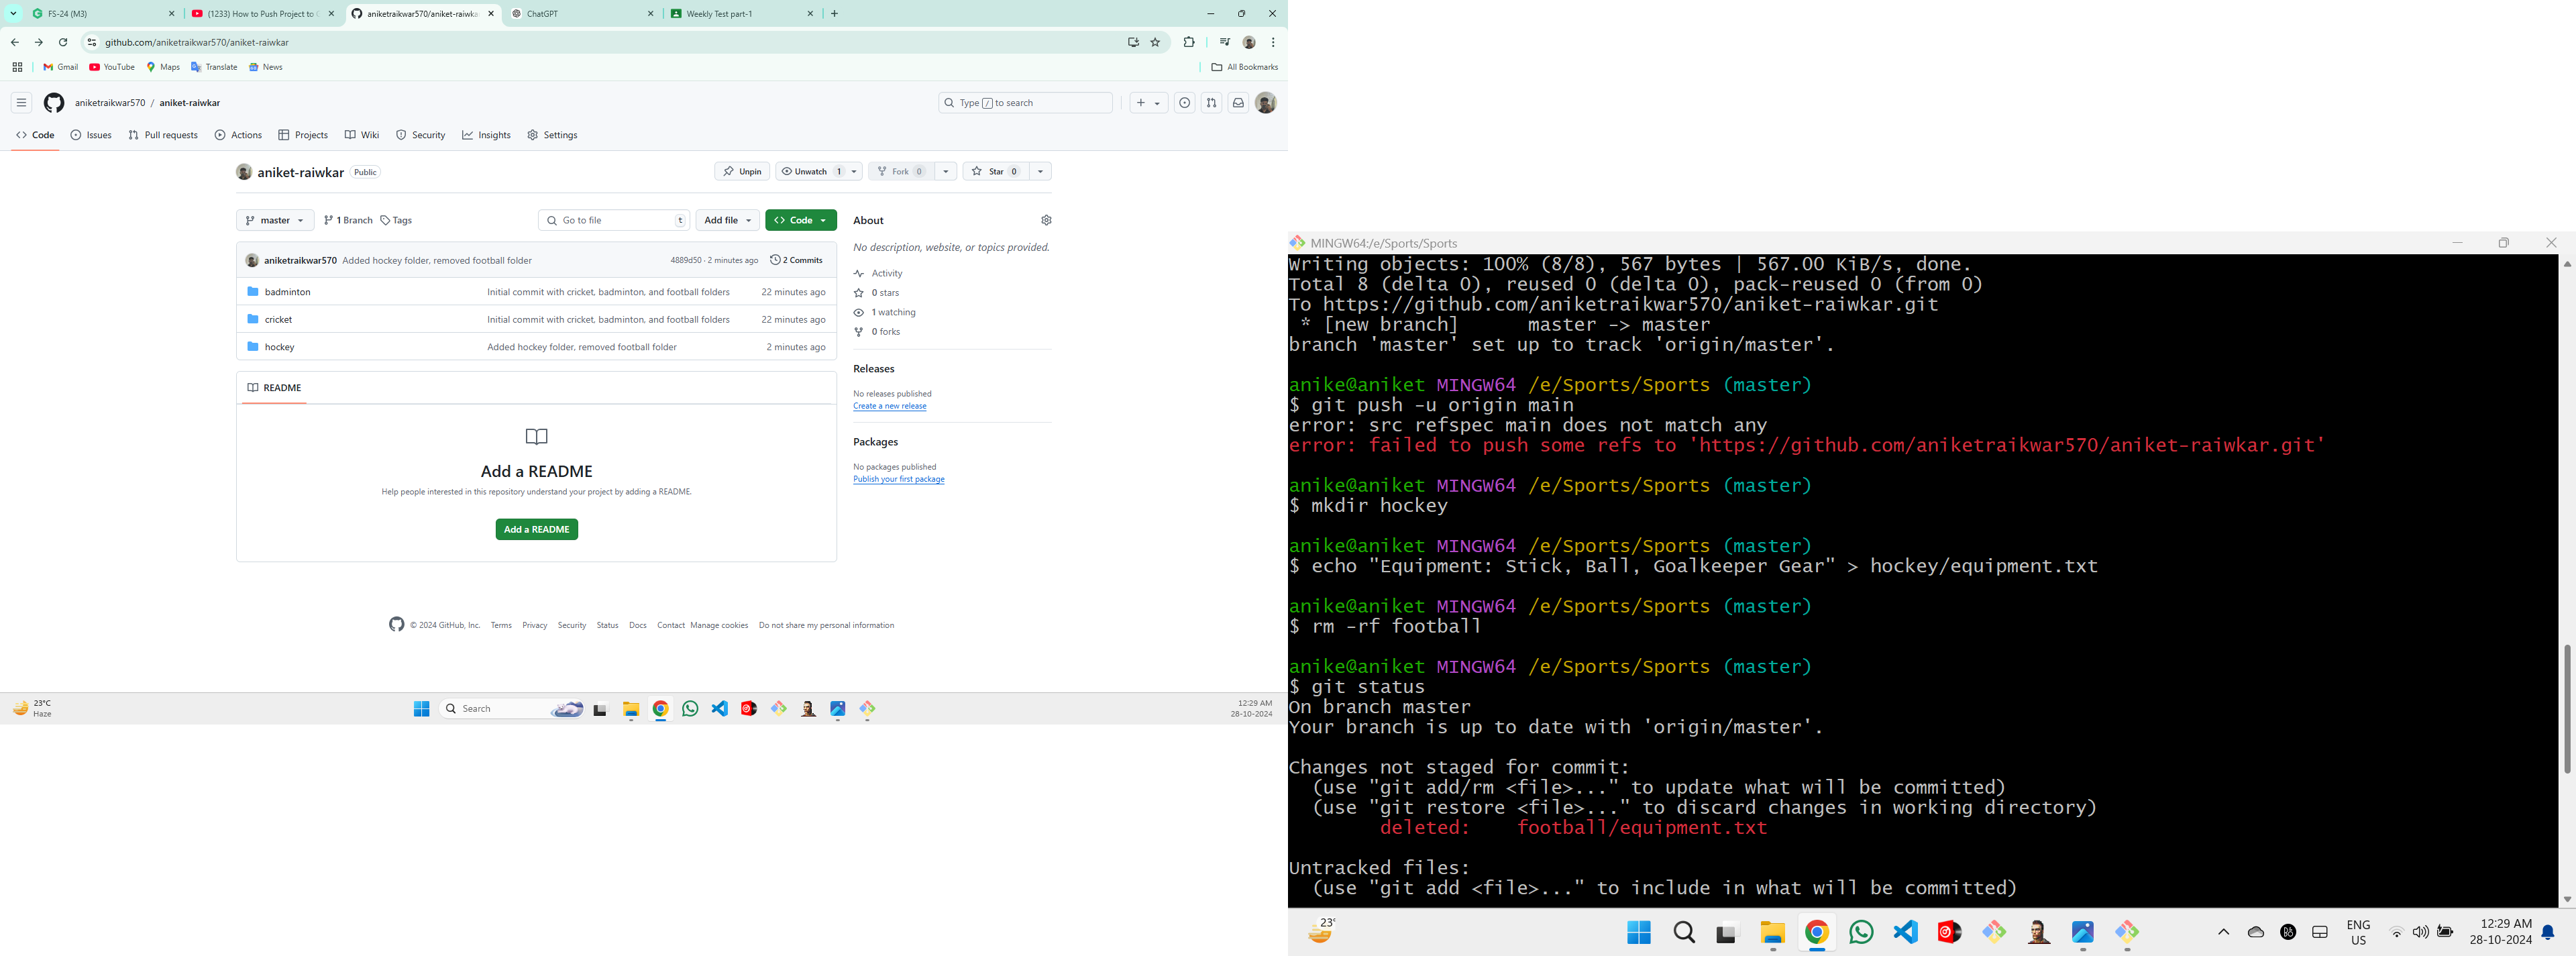 FS-24 (M3)
(1233) How to Push Project to
aniketraikwar570/aniket-raiwka
ChatGPT
Weekly Test part-1
github.com/aniketraikwar570/aniket-raiwkar
Gmail
YouTube
Maps
Translate
News
All Bookmarks
aniketraikwar570 / aniket-raiwkar
Type / to search
Code
Issues
Pull requests
Actions
Projects
Wiki
Security
Insights
Settings
aniket-raiwkar Public
Unpin
Unwatch 1
Fork 0
Star 0
master
1 Branch
Tags
Go to file t
Add file
<> Code
aniketraikwar570 Added hockey folder, removed football folder 4889d50 · 2 minutes ago 2 Commits
badminton Initial commit with cricket, badminton, and football folders 22 minutes ago
cricket Initial commit with cricket, badminton, and football folders 22 minutes ago
hockey Added hockey folder, removed football folder 2 minutes ago
README
Add a README
Help people interested in this repository understand your project by adding a README.
Add a README
About
No description, website, or topics provided.
Activity
0 stars
1 watching
0 forks
Releases
No releases published
Create a new release
Packages
No packages published
Publish your first package
© 2024 GitHub, Inc. Terms Privacy Security Status Docs Contact Manage cookies Do not share my personal information
23°C
Haze
Search
12:29 AM
28-10-2024
MINGW64:/e/Sports/Sports
Writing objects: 100% (8/8), 567 bytes | 567.00 KiB/s, done.
Total 8 (delta 0), reused 0 (delta 0), pack-reused 0 (from 0)
To https://github.com/aniketraikwar570/aniket-raiwkar.git
* [new branch] master -> master
branch 'master' set up to track 'origin/master'.
anike@aniket MINGW64 /e/Sports/Sports (master)
$ git push -u origin main
error: src refspec main does not match any
error: failed to push some refs to 'https://github.com/aniketraikwar570/aniket-raiwkar.git'
anike@aniket MINGW64 /e/Sports/Sports (master)
$ mkdir hockey
anike@aniket MINGW64 /e/Sports/Sports (master)
$ echo "Equipment: Stick, Ball, Goalkeeper Gear" > hockey/equipment.txt
anike@aniket MINGW64 /e/Sports/Sports (master)
$ rm -rf football
anike@aniket MINGW64 /e/Sports/Sports (master)
$ git status
On branch master
Your branch is up to date with 'origin/master'.
Changes not staged for commit:
(use "git add/rm <file>..." to update what will be committed)
(use "git restore <file>..." to discard changes in working directory)
deleted: football/equipment.txt
Untracked files:
(use "git add <file>..." to include in what will be committed)
23°
ENG
US
12:29 AM
28-10-2024